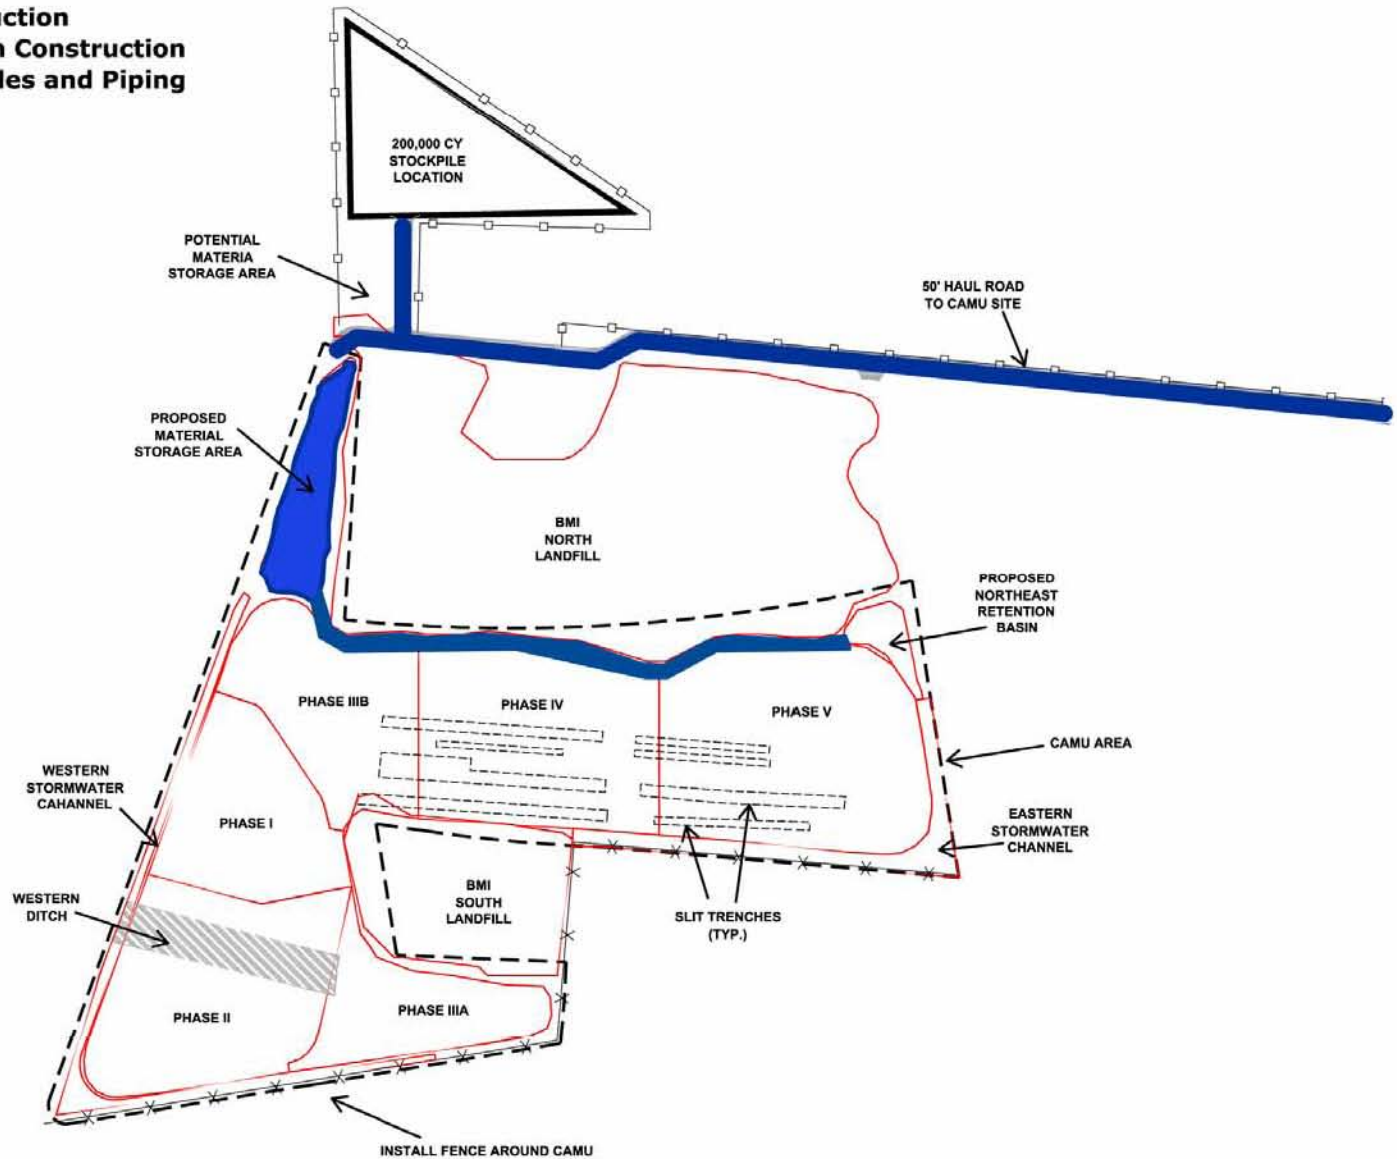 uction
n Construction
les and Piping
200,000 CY
STOCKPILE
LOCATION
POTENTIAL
MATERIA
STORAGE AREA
50' HAUL ROAD
TO CAMU SITE
PROPOSED
MATERIAL
STORAGE AREA
BMI
NORTH
LANDFILL
PROPOSED
NORTHEAST
RETENTION
BASIN
PHASE IIIB
PHASE IV
PHASE V
CAMU AREA
WESTERN
STORMWATER
CAHANNEL
PHASE I
EASTERN
STORMWATER
CHANNEL
BMI
SOUTH
LANDFILL
WESTERN
DITCH
SLIT TRENCHES
(TYP.)
PHASE II
PHASE IIIA
INSTALL FENCE AROUND CAMU